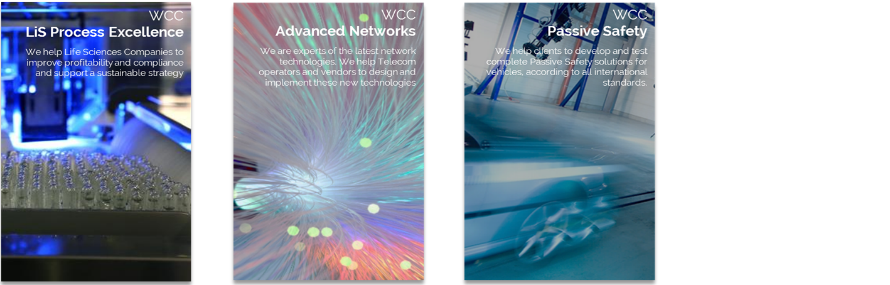 WCC
LiS Process Excellence
We help Life Sciences Companies to
improve profitability and compliance
and support a sustainable strategy
WCC
Advanced Networks
We are experts of the latest network
technologies. We help Telecom
operators and vendors to design and
implement these new technologies
WCC
Passive Safety
We help clients to develop and test
complete Passive Safety solutions for
vehicles, according to all international
standards.